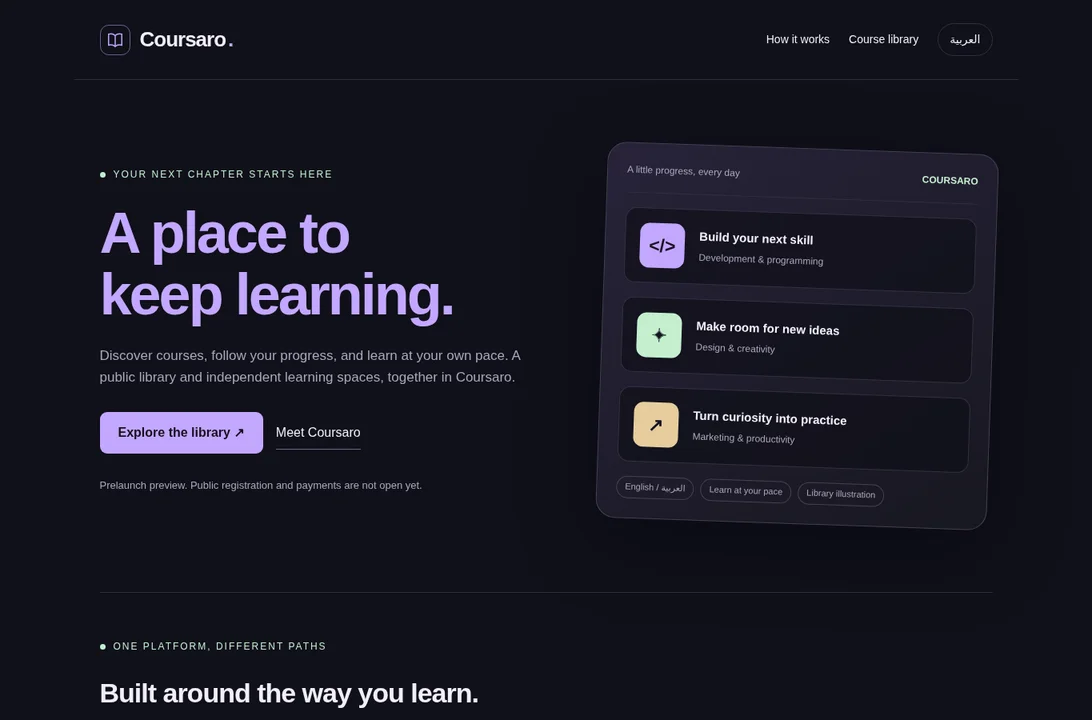 Coursaro.
How it works
Course library
العربية
YOUR NEXT CHAPTER STARTS HERE
A place to
keep learning.
Discover courses, follow your progress, and learn at your own pace. A
public library and independent learning spaces, together in Coursaro.
Explore the library ↗
Meet Coursaro
Prelaunch preview. Public registration and payments are not open yet.
A little progress, every day
COURSARO
</>
Build your next skill
Development & programming
Make room for new ideas
Design & creativity
Turn curiosity into practice
Marketing & productivity
English / العربية
Learn at your pace
Library illustration
ONE PLATFORM, DIFFERENT PATHS
Built around the way you learn.